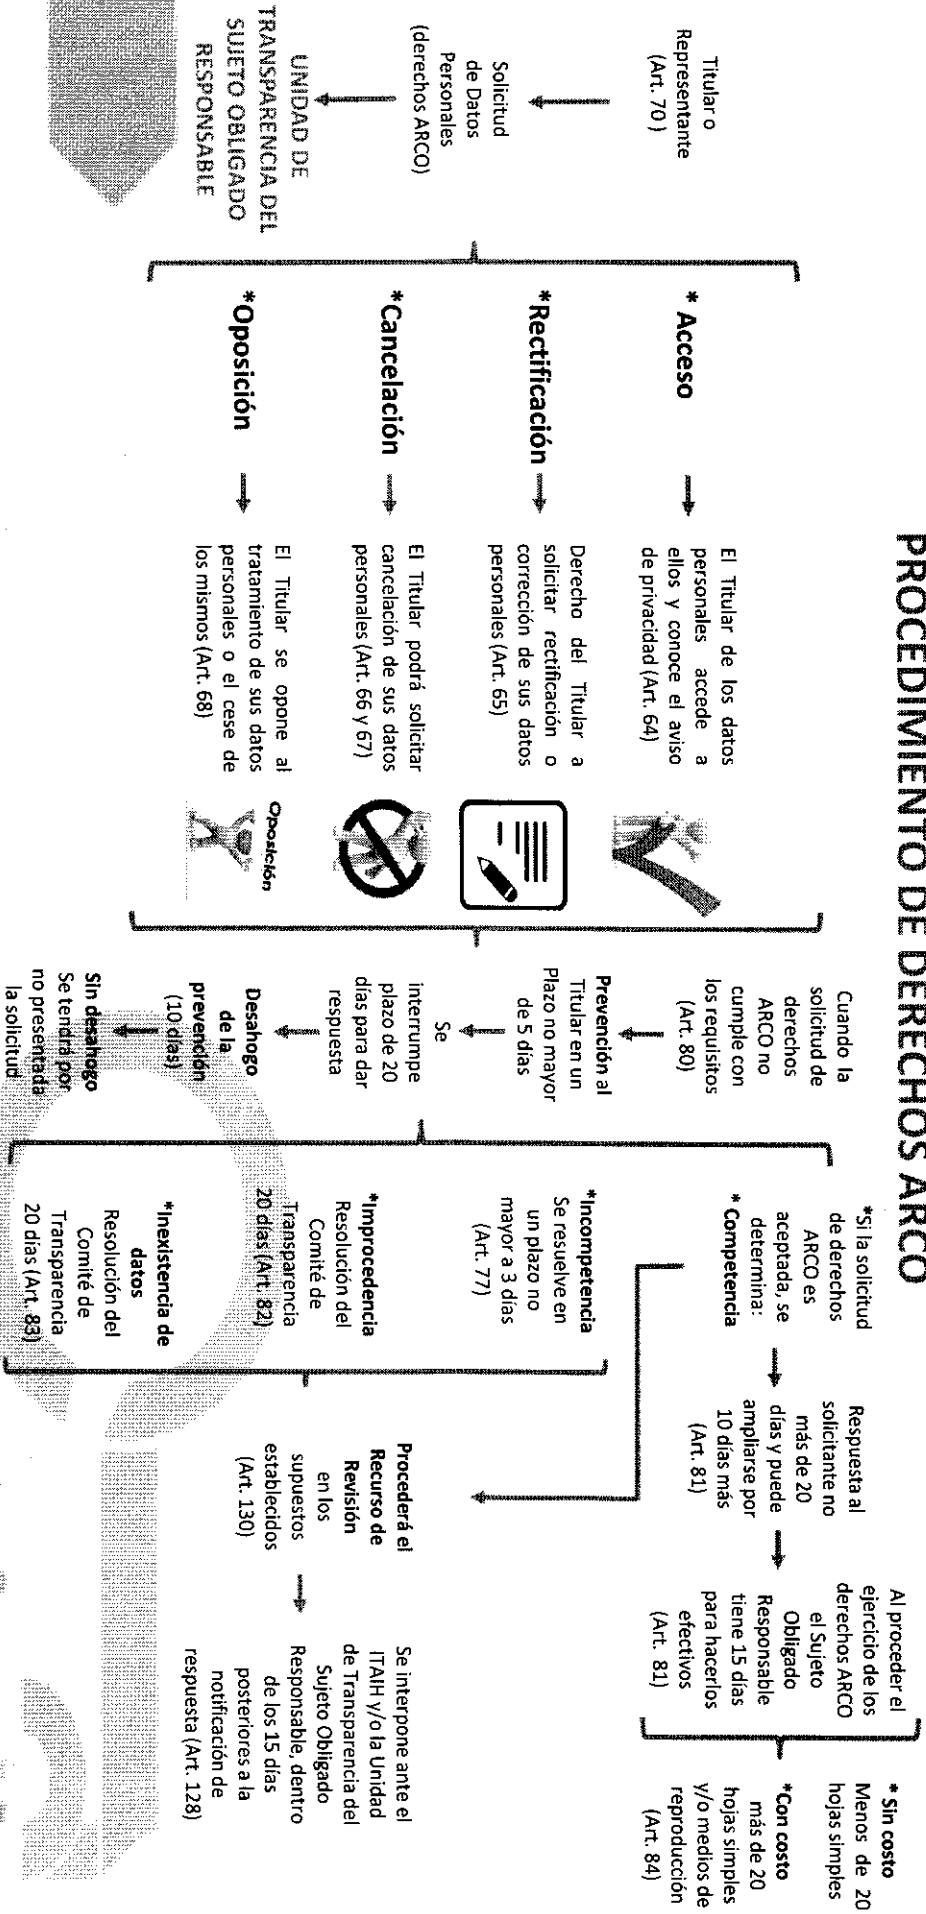 PROCEDIMIENTO DE DERECHOS ARCO
Titular o
Representante
(Art. 70 )
Solicitud
de Datos
Personales
(derechos ARCO)
UNIDAD DE
TRANSPARENCIA DEL
SUJETO OBLIGADO
RESPONSABLE
* Acceso
El Titular de los datos
personales accede a
ellos y conoce el aviso
de privacidad (Art. 64)
*Rectificación
Derecho del Titular a
solicitar rectificación o
corrección de sus datos
personales (Art. 65)
*Cancelación
El Titular podrá solicitar
cancelación de sus datos
personales (Art. 66 y 67)
*Oposición
El Titular se opone al
tratamiento de sus datos
personales o el cese de
los mismos (Art. 68)
Oposición
Cuando la
solicitud de
derechos
ARCO no
cumple con
los requisitos
(Art. 80)
Prevención al
Titular en un
Plazo no mayor
de 5 días
Se
interrumpe
plazo de 20
días para dar
respuesta
Desahogo
de la
prevención
(10 días)
Sin desahogo
Se tendrá por
no presentada
la solicitud
*Si la solicitud
de derechos
ARCO es
aceptada, se
determina:
* Competencia
*Incompetencia
Se resuelve en
un plazo no
mayor a 3 días
(Art. 77)
*Improcedencia
Resolución del
Comité de
Transparencia
20 días (Art. 82)
*Inexistencia de
datos
Resolución del
Comité de
Transparencia
20 días (Art. 83)
Respuesta al
solicitante no
más de 20
días y puede
ampliarse por
10 días más
(Art. 81)
Procederá el
Recurso de
Revisión
en los
supuestos
establecidos
(Art. 130)
Al proceder el
ejercicio de los
derechos ARCO
el Sujeto
Obligado
Responsable
tiene 15 días
para hacerlos
efectivos
(Art. 81)
Se interpone ante el
ITAIH y/o la Unidad
de Transparencia del
Sujeto Obligado
Responsable, dentro
de los 15 días
posteriores a la
notificación de
respuesta (Art. 128)
* Sin costo
Menos de 20
hojas simples
*Con costo
más de 20
hojas simples
y/o medios de
reproducción
(Art. 84)